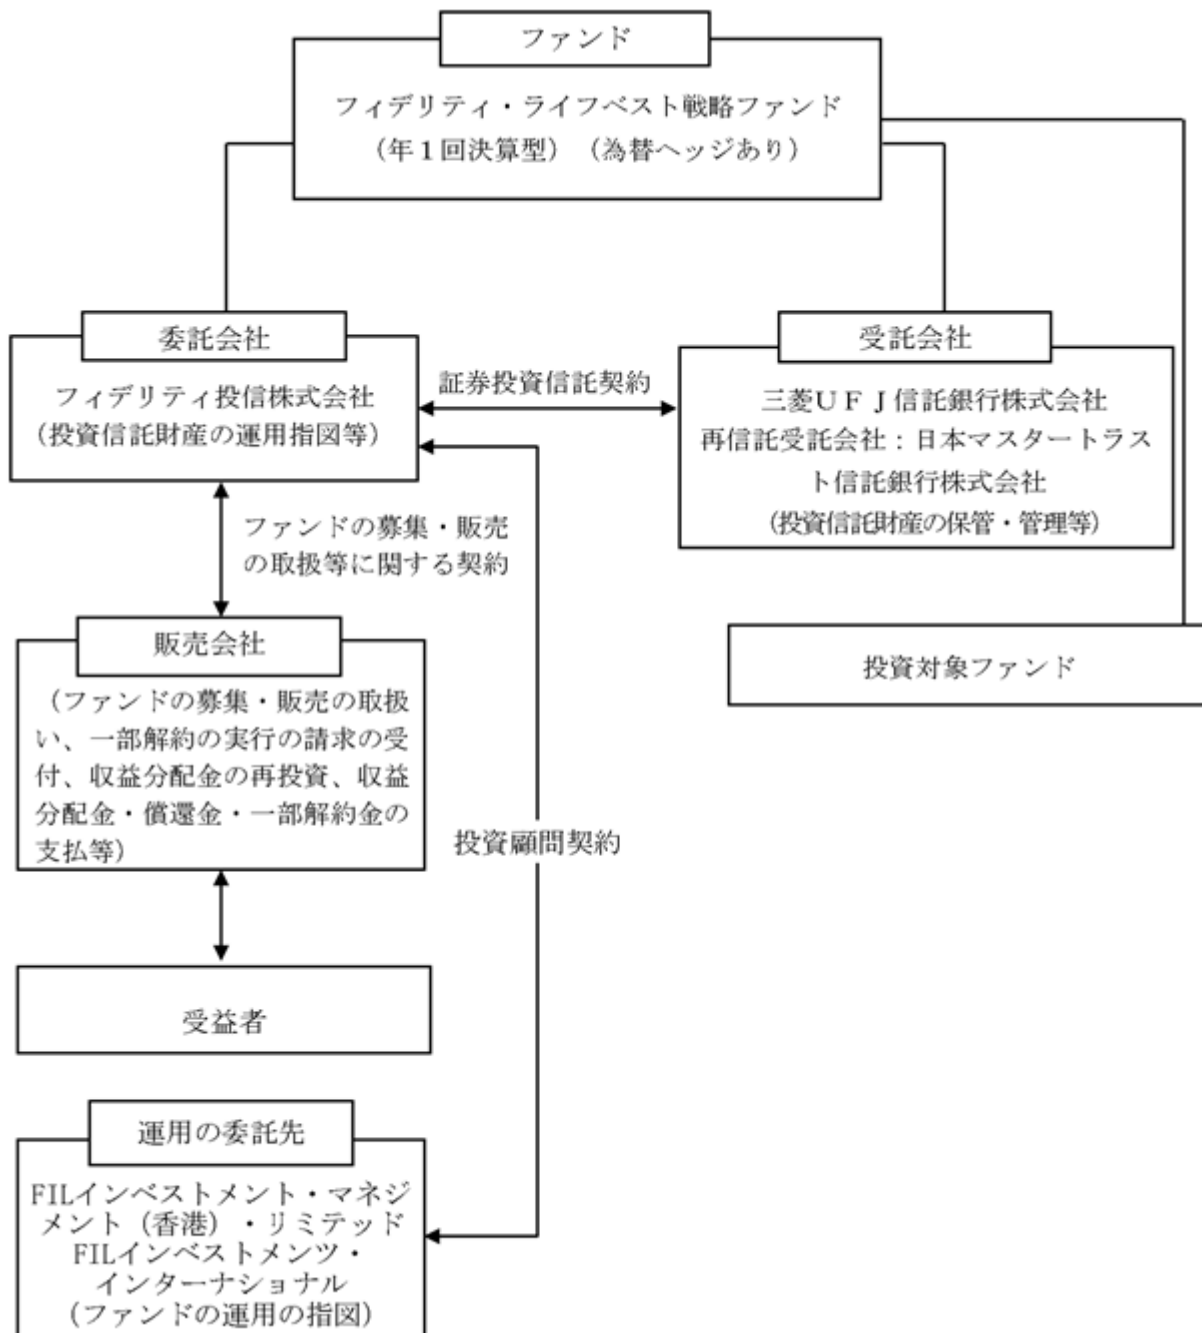 ファンド
フィデリティ・ライフベスト戦略ファンド
（年１回決算型）（為替ヘッジあり）
委託会社
フィデリティ投信株式会社
（投資信託財産の運用指図等）
証券投資信託契約
受託会社
三菱ＵＦＪ信託銀行株式会社
再信託受託会社：日本マスタートラス
ト信託銀行株式会社
（投資信託財産の保管・管理等）
ファンドの募集・販売
の取扱等に関する契約
販売会社
（ファンドの募集・販売の取扱
い、一部解約の実行の請求の受
付、収益分配金の再投資、収益
分配金・償還金・一部解約金の
支払等）
投資対象ファンド
投資顧問契約
受益者
運用の委託先
FILインベストメント・マネジ
メント（香港）・リミテッド
FILインベストメンツ・
インターナショナル
（ファンドの運用の指図）